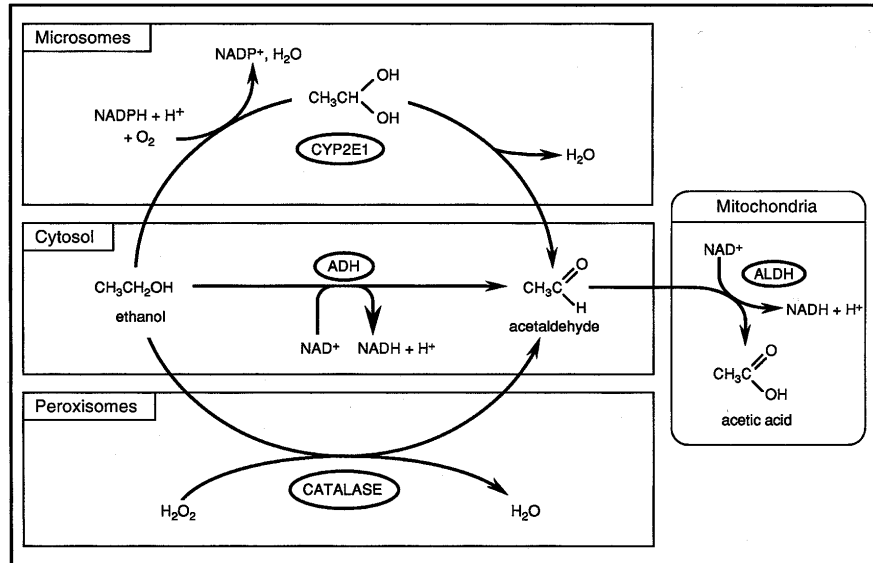 Microsomes
NADP+, H2O
NADPH + H+
+ O2
OH
CH3CH
OH
CYP2E1
H2O
Cytosol
ADH
CH3CH2OH
ethanol
NAD+
NADH + H+
O
CH3C
H
acetaldehyde
Mitochondria
NAD+
ALDH
NADH + H+
O
CH3C
OH
acetic acid
Peroxisomes
CATALASE
H2O2
H2O